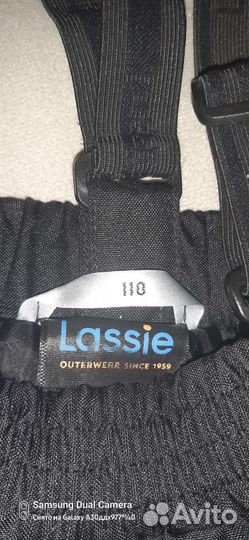 110
Lassie
OUTERWEAR SINCE 1959
Samsung Dual Camera
Снято на Galaxy A30
Avito